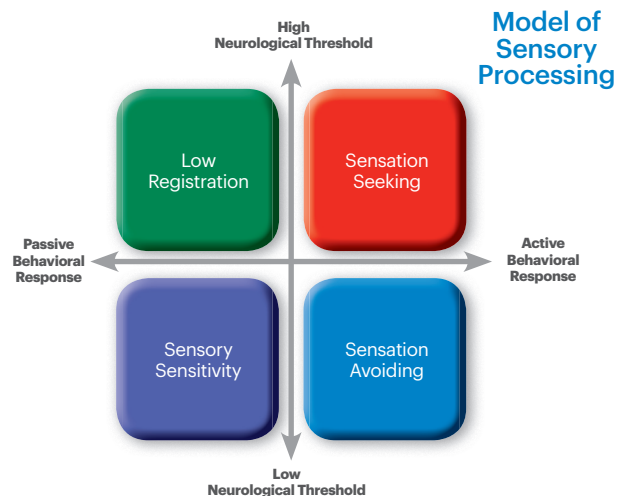 Model of
Sensory
Processing
High
Neurological Threshold
Low
Registration
Sensation
Seeking
Passive
Behavioral
Response
Active
Behavioral
Response
Sensory
Sensitivity
Sensation
Avoiding
Low
Neurological Threshold